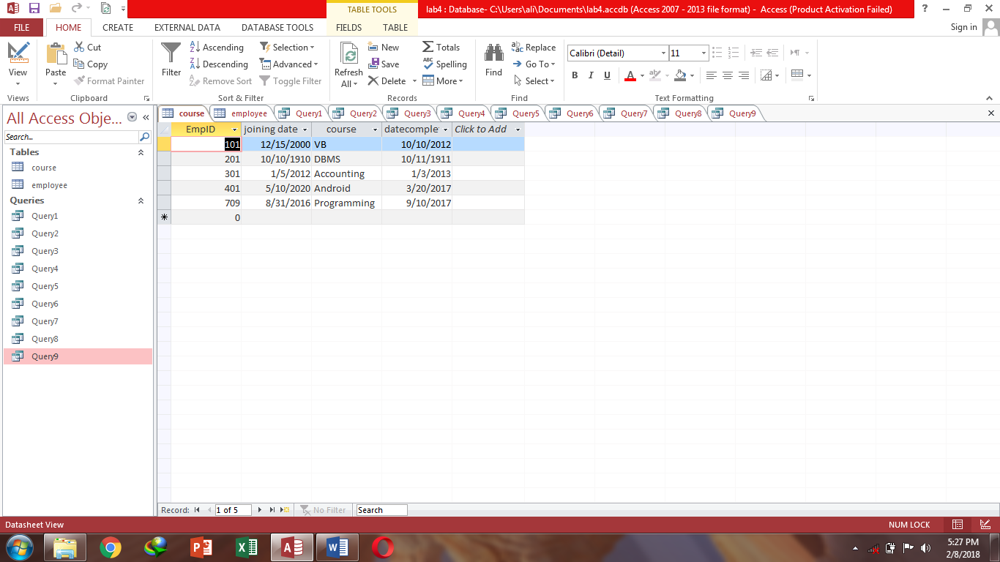 TABLE TOOLS
lab4 : Database- C:\Users\ali\Documents\lab4.accdb (Access 2007 - 2013 file format) - Access (Product Activation Failed)
FILE HOME CREATE EXTERNAL DATA DATABASE TOOLS FIELDS TABLE Sign in
View
Views
Paste
Cut
Copy
Format Painter
Clipboard
Filter
Ascending
Descending
Remove Sort
Selection
Advanced
Toggle Filter
Sort & Filter
Refresh
All
New
Save
Delete
Totals
Spelling
More
Records
Find
Replace
Go To
Select
Find
Calibri (Detail) 11
B I U A
Text Formatting
All Access Obje...
Search...
Tables
course
employee
Queries
Query1
Query2
Query3
Query4
Query5
Query6
Query7
Query8
Query9
course employee Query1 Query2 Query3 Query4 Query5 Query6 Query7 Query8 Query9
EmpID joining date course datecomplet Click to Add
101 12/15/2000 VB 10/10/2012
201 10/10/1910 DBMS 10/11/1911
301 1/5/2012 Accounting 1/3/2013
401 5/10/2020 Android 3/20/2017
709 8/31/2016 Programming 9/10/2017
0
Record: 1 of 5 No Filter Search
Datasheet View NUM LOCK
5:27 PM
2/8/2018